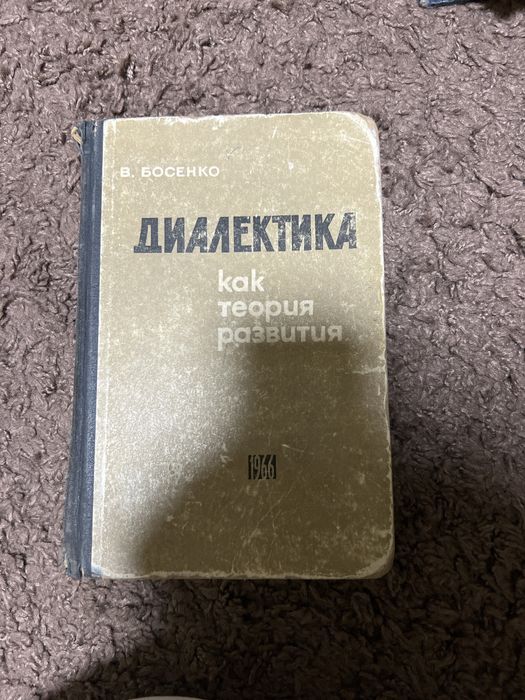 В. БОСЕНКО
ДИАЛЕКТИКА
как
теория
развития
1966